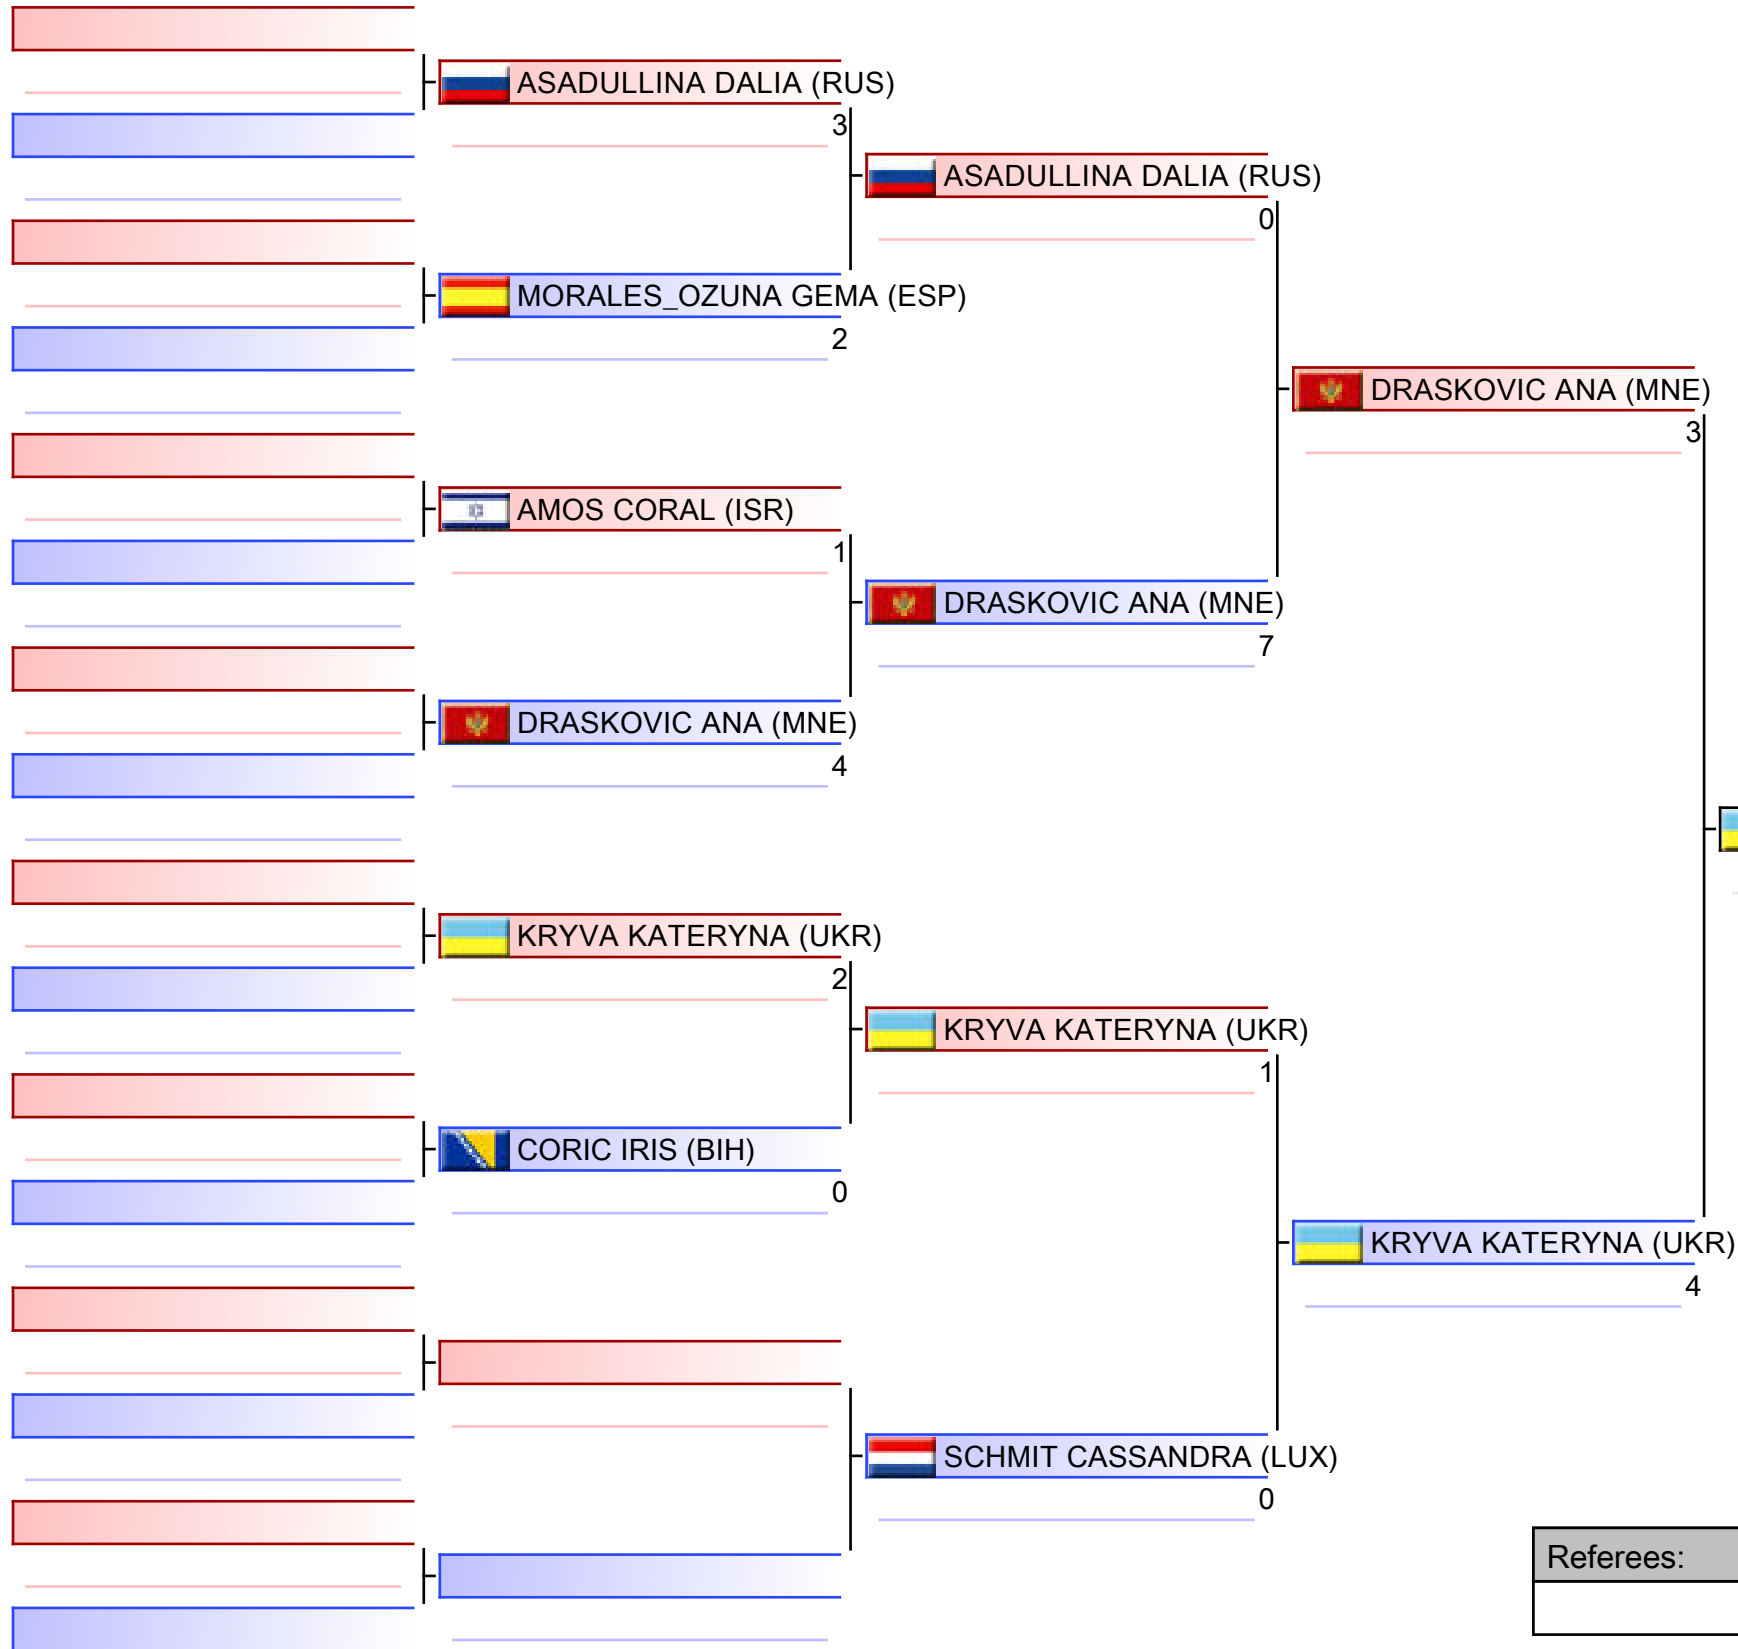 ASADULLINA DALIA (RUS)
3
ASADULLINA DALIA (RUS)
0
MORALES_OZUNA GEMA (ESP)
2
DRASKOVIC ANA (MNE)
3
AMOS CORAL (ISR)
1
DRASKOVIC ANA (MNE)
7
DRASKOVIC ANA (MNE)
4
KRYVA KATERYNA (UKR)
2
KRYVA KATERYNA (UKR)
1
CORIC IRIS (BIH)
0
KRYVA KATERYNA (UKR)
4
SCHMIT CASSANDRA (LUX)
0
Referees: